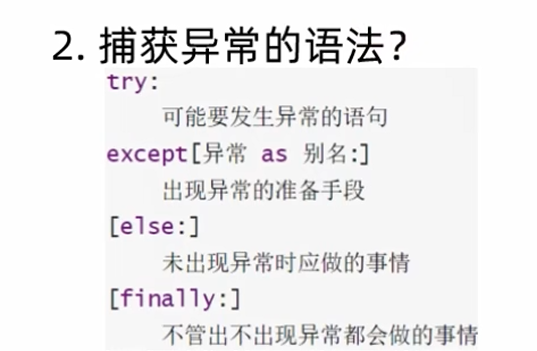 2. 捕获异常的语法？
try:
可能要发生异常的语句
except[异常 as 别名:]
出现异常的准备手段
[else:]
未出现异常时应做的事情
[finally:]
不管出不出现异常都会做的事情